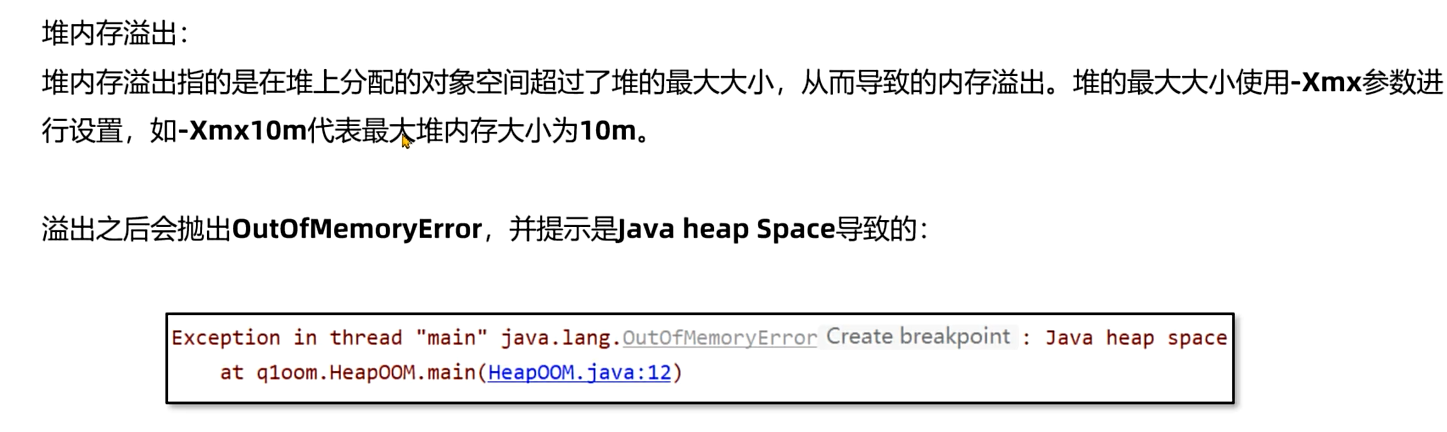 堆内存溢出：
堆内存溢出指的是在堆上分配的对象空间超过了堆的最大大小，从而导致的内存溢出。堆的最大大小使用-Xmx参数进
行设置，如-Xmx10m代表最大堆内存大小为10m。
溢出之后会抛出OutOfMemoryError，并提示是Java heap Space导致的：
Exception in thread "main" java.lang.OutOfMemoryError Create breakpoint : Java heap space
at q1oom.HeapOOM.main(HeapOOM.java:12)